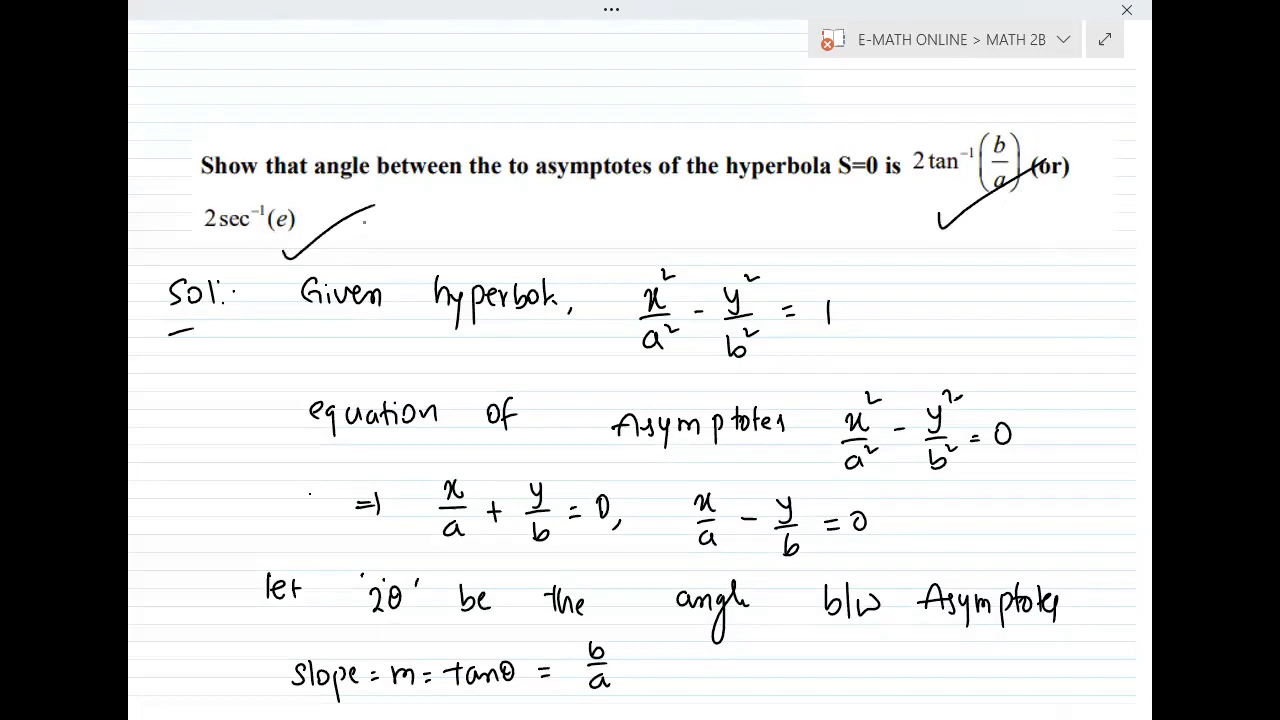 E-MATH ONLINE > MATH 2B
Show that angle between the to asymptotes of the hyperbola S=0 is 2 tan⁻¹(b/a) (or)
2 sec⁻¹(e)
Sol:. Given hyperbok, x²/a² - y²/b² = 1
equation of Asymptotes x²/a² - y²/b² = 0
⇒ x/a + y/b = 0, x/a - y/b = 0
let '2θ' be the angle b/w Asymptotes
slope = m = tanθ = b/a